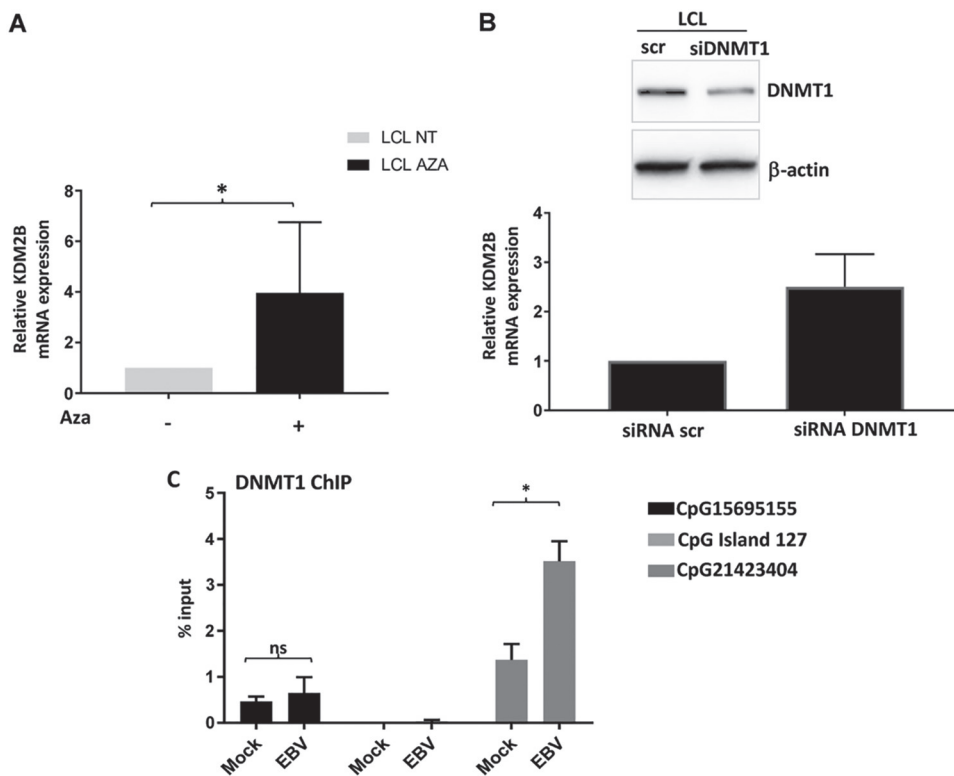 A
LCL NT
LCL AZA
Relative KDM2B
mRNA expression
8
6
4
2
0
*
Aza
-
+
B
LCL
scr
siDNMT1
DNMT1
β-actin
Relative KDM2B
mRNA expression
4
3
2
1
0
siRNA scr
siRNA DNMT1
C
DNMT1 ChIP
% input
5
4
3
2
1
0
ns
*
Mock
EBV
Mock
EBV
Mock
EBV
CpG15695155
CpG Island 127
CpG21423404